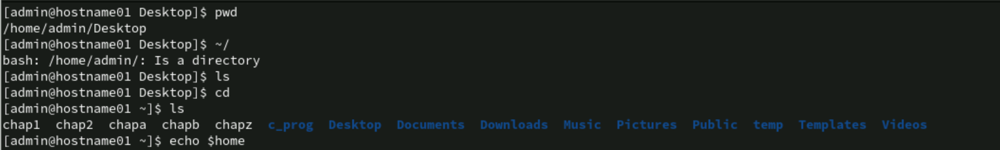 [admin@hostname01 Desktop]$ pwd
/home/admin/Desktop
[admin@hostname01 Desktop]$ ~/
bash: /home/admin/: Is a directory
[admin@hostname01 Desktop]$ ls
[admin@hostname01 Desktop]$ cd
[admin@hostname01 ~]$ ls
chap1 chap2 chapa chapb chapz c_prog Desktop Documents Downloads Music Pictures Public temp Templates Videos
[admin@hostname01 ~]$ echo $home